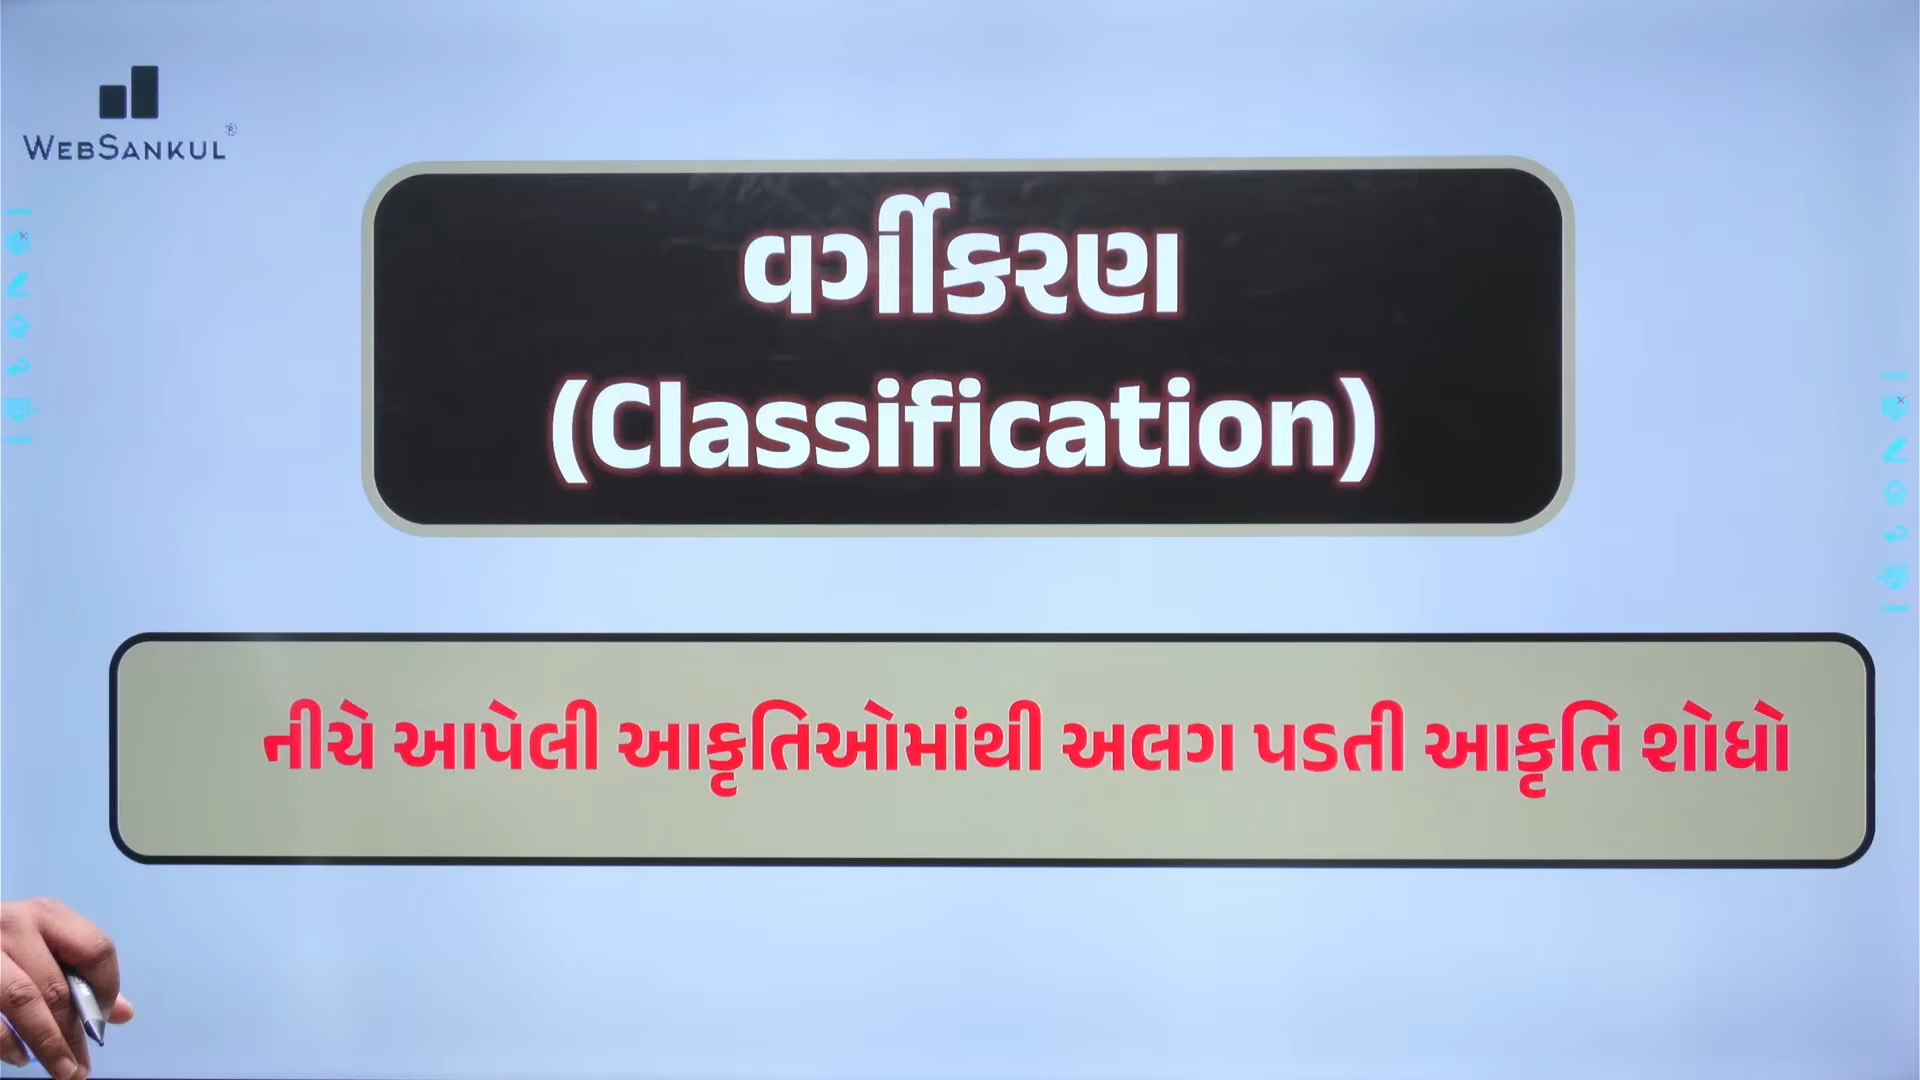 WEBSANKUL®
વર્ગીકરણ
(Classification)
નીચે આપેલી આકૃતિઓમાંથી અલગ પડતી આકૃતિ શોધો